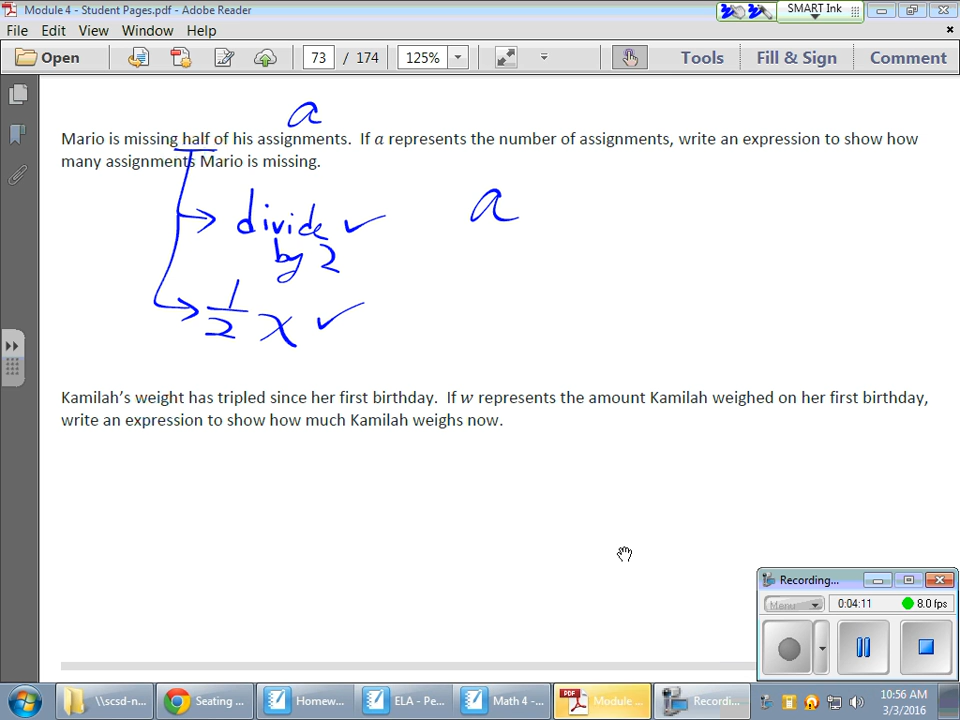 Module 4 - Student Pages.pdf - Adobe Reader
SMART Ink
File Edit View Window Help
Open 73 / 174 125% Tools Fill & Sign Comment
a
Mario is missing half of his assignments. If a represents the number of assignments, write an expression to show how
many assignments Mario is missing.
divide a
by 2
1/2 x
Kamilah's weight has tripled since her first birthday. If w represents the amount Kamilah weighed on her first birthday,
write an expression to show how much Kamilah weighs now.
Recording...
Menu 0:04:11 8.0 fps
\\sccd-n... Seating ... Homew... ELA - Pe... Math 4 -... Module ... Recordi... 10:56 AM
3/3/2016